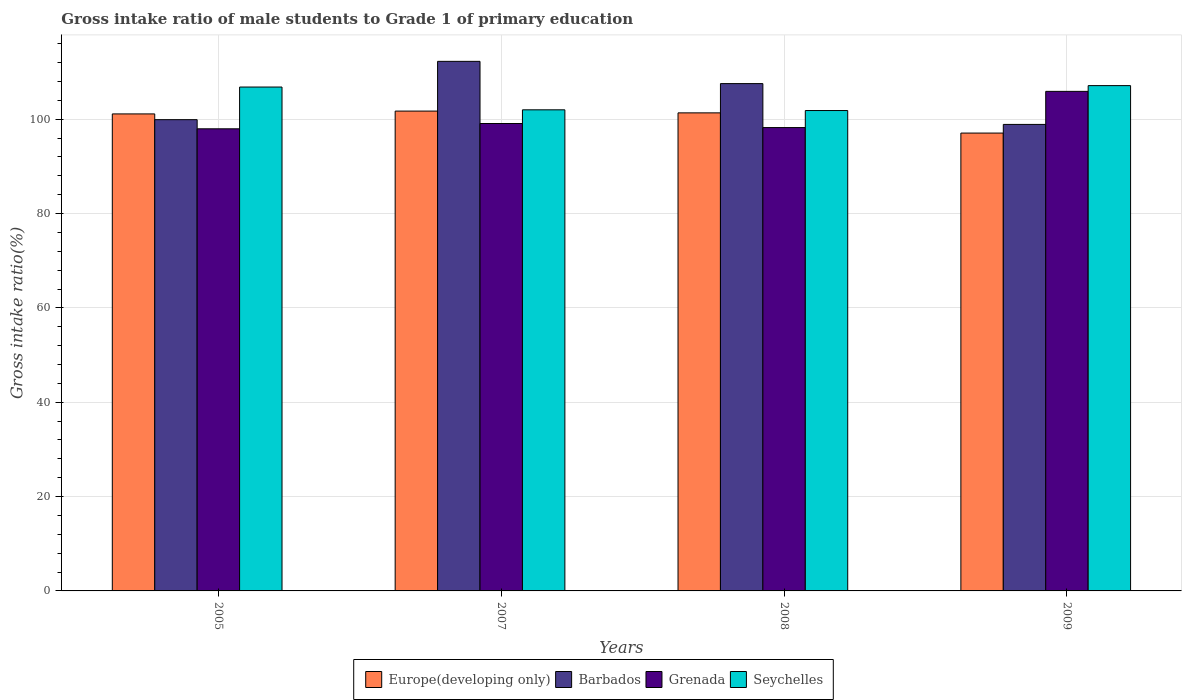 Gross intake ratio of male students to Grade 1 of primary education
Gross intake ratio(%)
100
80
60
40
20
0
2005
2007
2008
2009
Years
Europe(developing only)
Barbados
Grenada
Seychelles